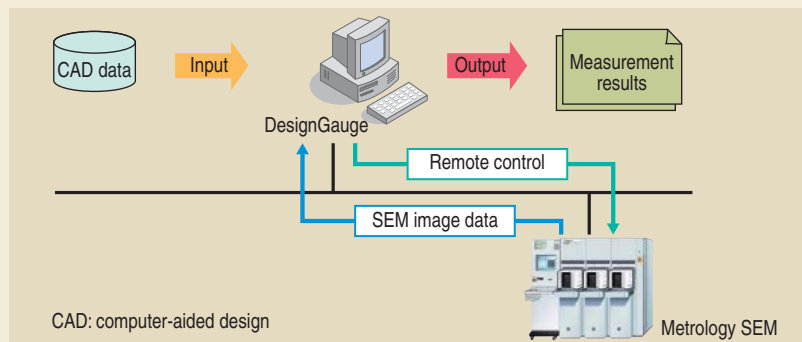 CAD data
Input
Output
Measurement
results
DesignGauge
Remote control
SEM image data
CAD: computer-aided design
Metrology SEM